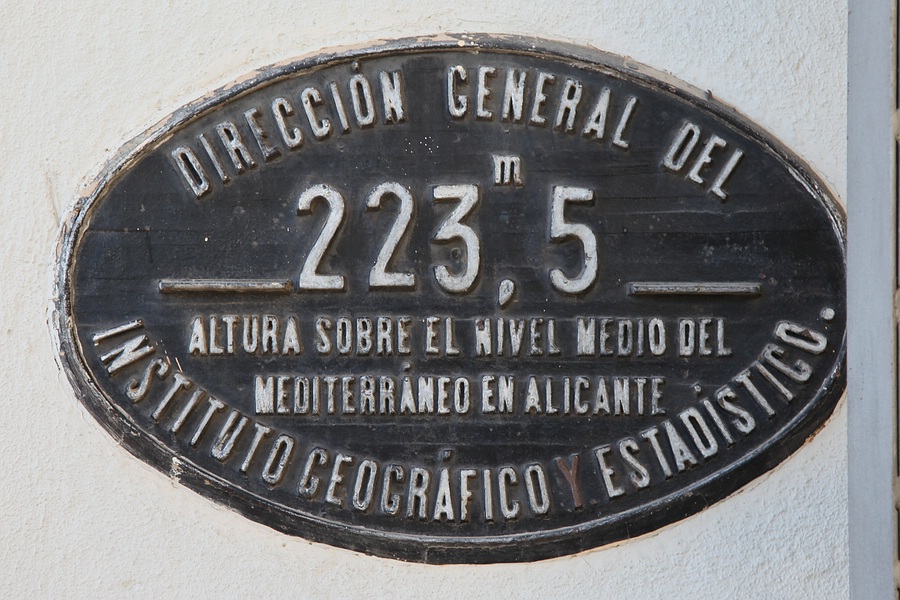 DIRECCIÓN GENERAL DEL
223,5 m
ALTURA SOBRE EL NIVEL MEDIO DEL
MEDITERRÁNEO EN ALICANTE
INSTITUTO GEOGRÁFICO Y ESTADÍSTICO.